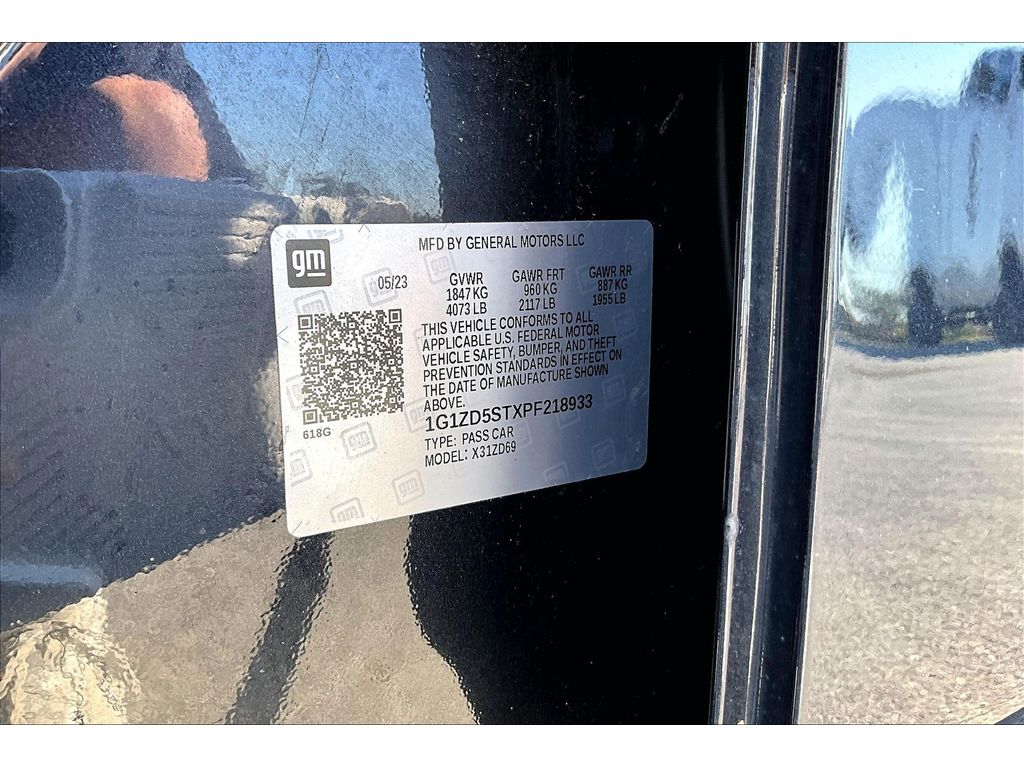 gm
MFD BY GENERAL MOTORS LLC
05/23 GVWR GAWR FRT GAWR RR
1847 KG 960 KG 887 KG
4073 LB 2117 LB 1955 LB
THIS VEHICLE CONFORMS TO ALL
APPLICABLE U.S. FEDERAL MOTOR
VEHICLE SAFETY, BUMPER, AND THEFT
PREVENTION STANDARDS IN EFFECT ON
THE DATE OF MANUFACTURE SHOWN
ABOVE.
1G1ZD5STXPF218933
TYPE: PASS CAR
MODEL: X31ZD69
618G